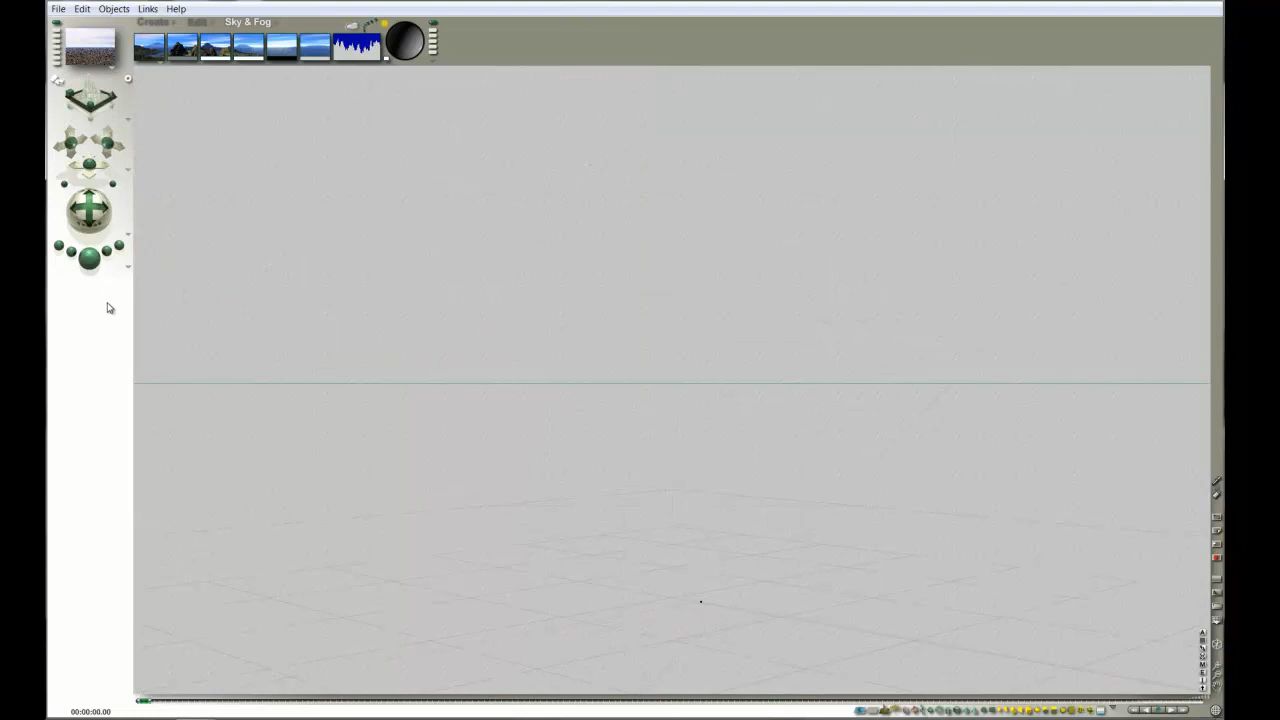 File Edit Objects Links Help
Create Edit Sky & Fog
A
M
E
00:00:00.00